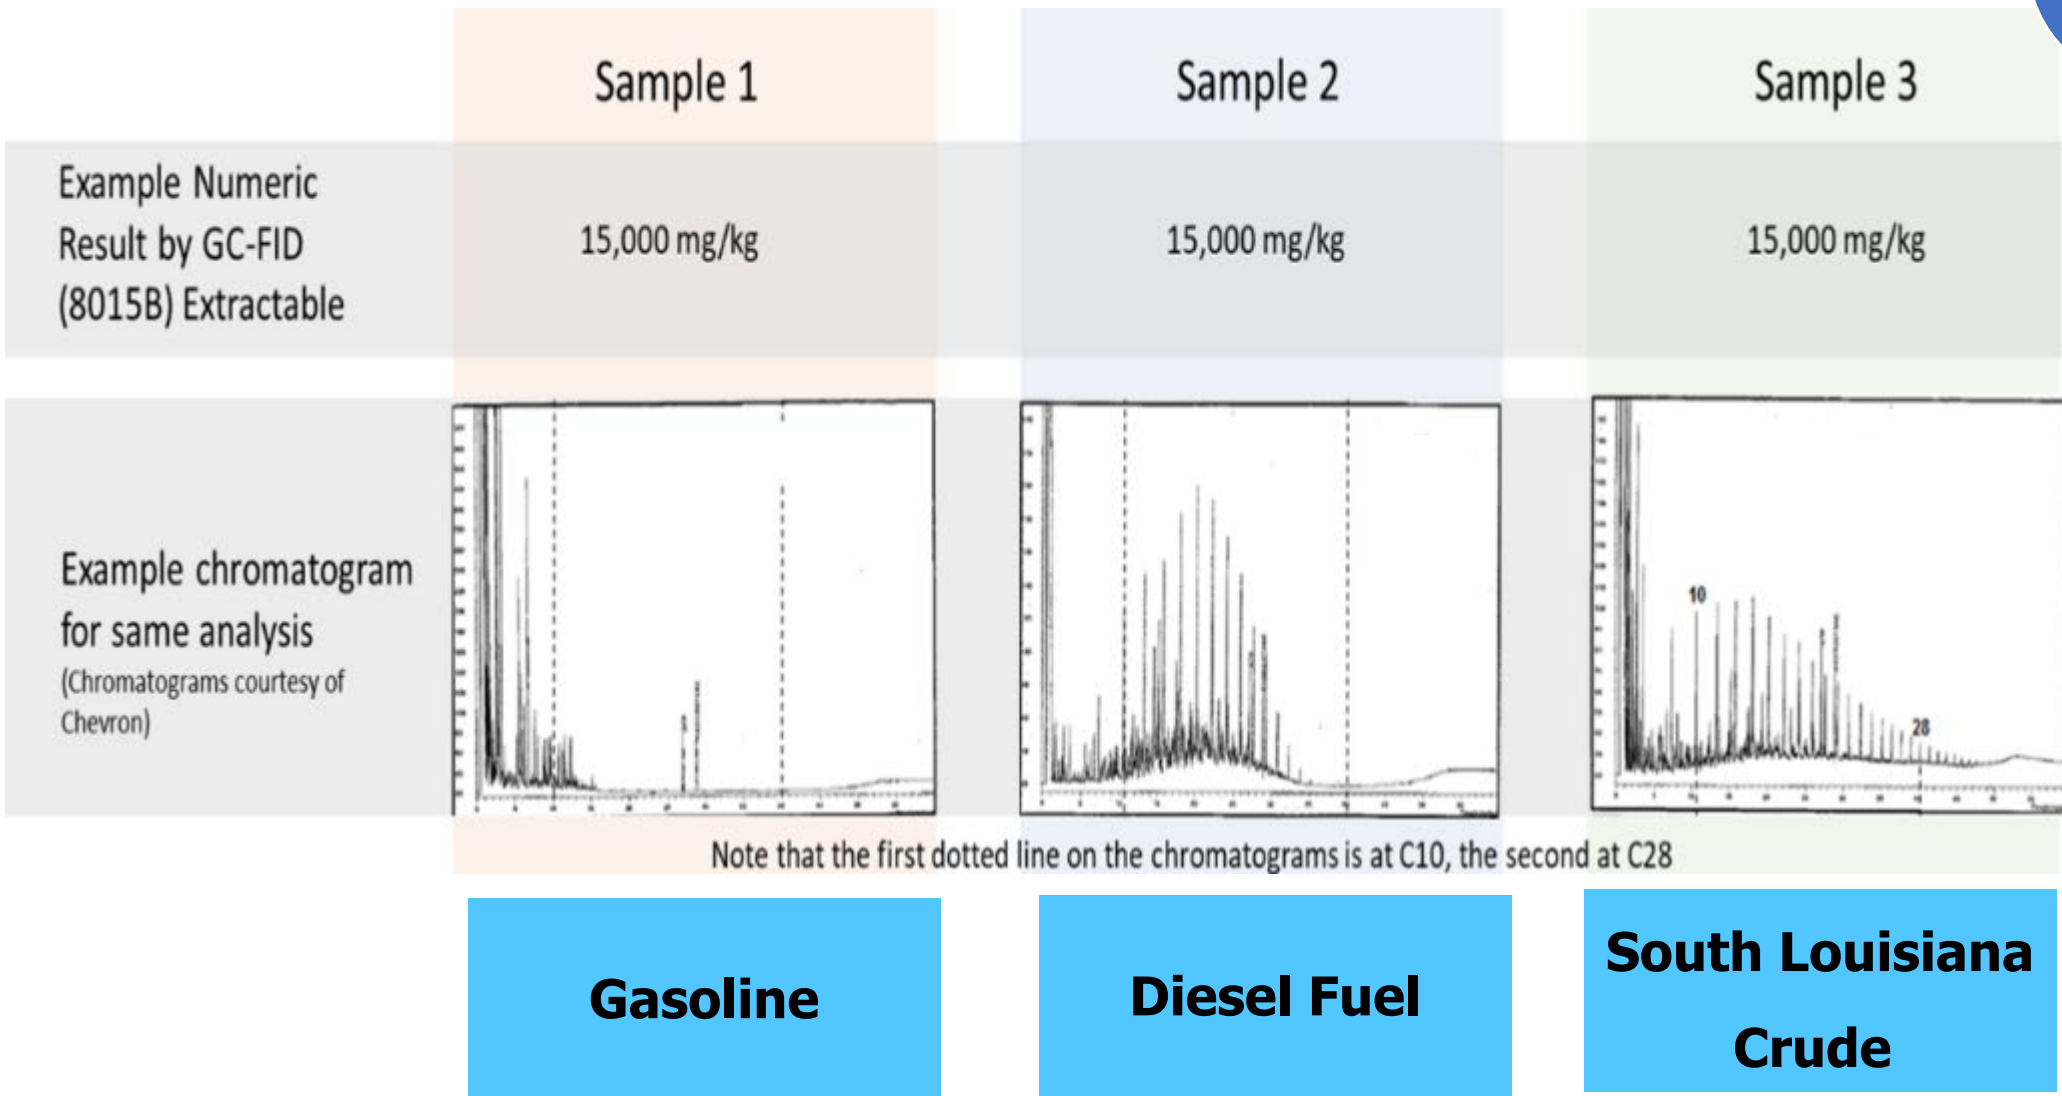 Sample 1
Sample 2
Sample 3
Example Numeric
Result by GC-FID
(8015B) Extractable
15,000 mg/kg
15,000 mg/kg
15,000 mg/kg
Example chromatogram
for same analysis
(Chromatograms courtesy of
Chevron)
10
28
Note that the first dotted line on the chromatograms is at C10, the second at C28
Gasoline
Diesel Fuel
South Louisiana
Crude